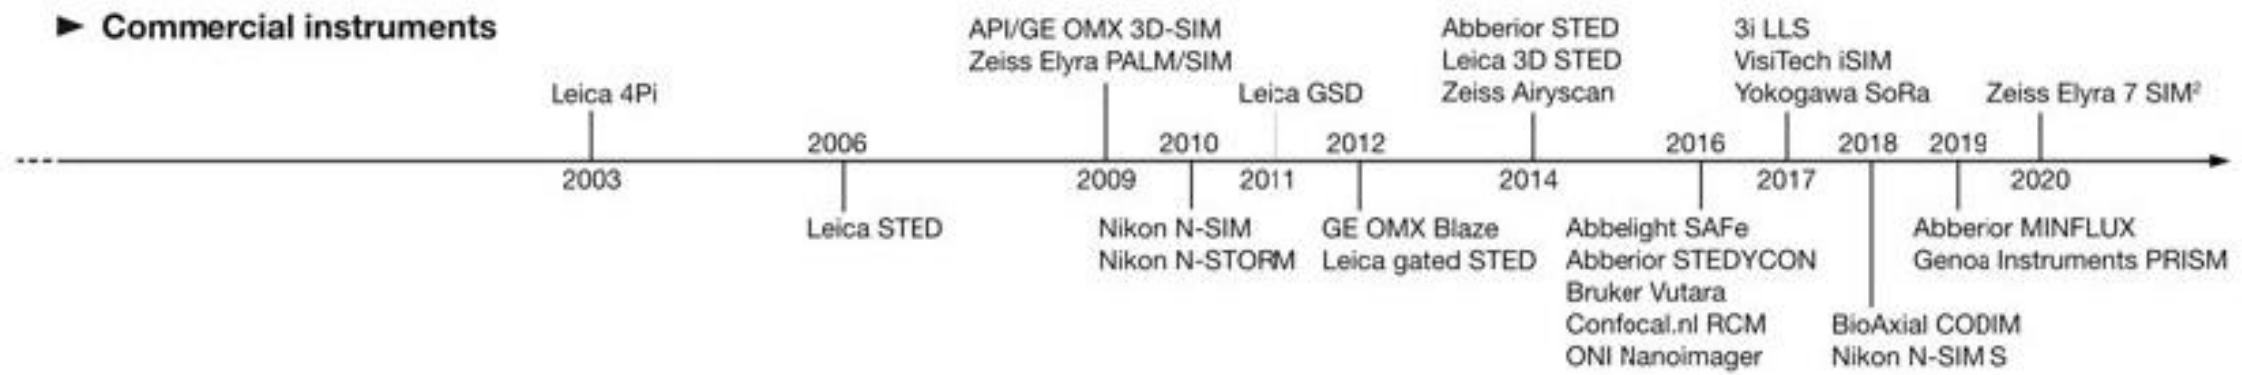 ► Commercial instruments
Leica 4Pi
2003
2006
Leica STED
API/GE OMX 3D-SIM
Zeiss Elyra PALM/SIM
2009
2010
Nikon N-SIM
Nikon N-STORM
Leica GSD
2011
2012
GE OMX Blaze
Leica gated STED
Abberior STED
Leica 3D STED
Zeiss Airyscan
2014
2016
Abbelight SAFe
Abberior STEDYCON
Bruker Vutara
Confocal.nl RCM
ONI Nanoimager
3i LLS
VisiTech iSIM
Yokogawa SoRa
2017
2018
BioAxial CODIM
Nikon N-SIM S
2019
Abberior MINFLUX
Genoa Instruments PRISM
Zeiss Elyra 7 SIM²
2020